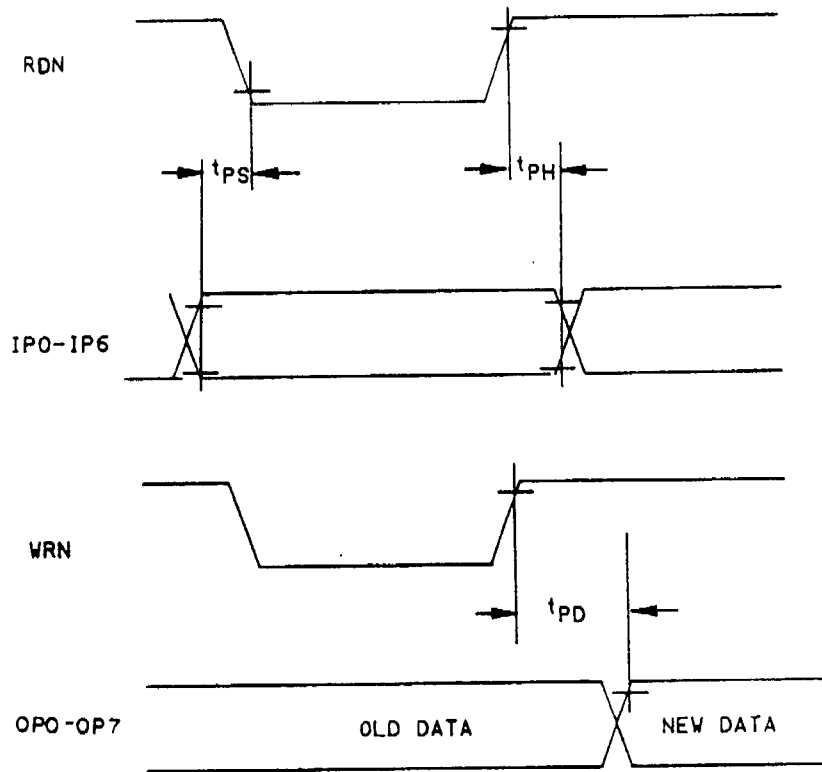 RDN
tPS
tPH
IP0-IP6
WRN
tPD
OP0-OP7
OLD DATA
NEW DATA